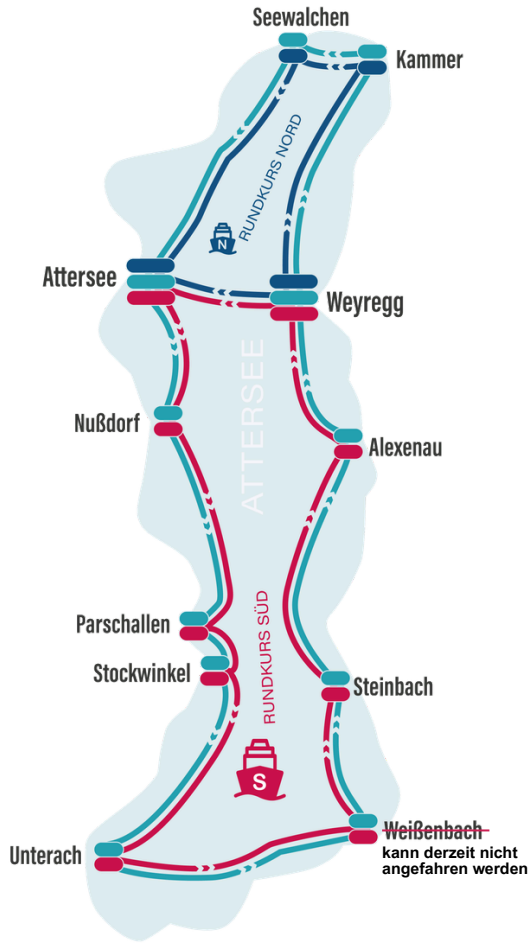 Seewalchen
Kammer
RUNDKURS NORD
N
Attersee
Weyregg
ATTERSEE
Nußdorf
Alexenau
RUNDKURS SÜD
Parschallen
Stockwinkel
Steinbach
S
Weißenbach
kann derzeit nicht
angefahren werden
Unterach